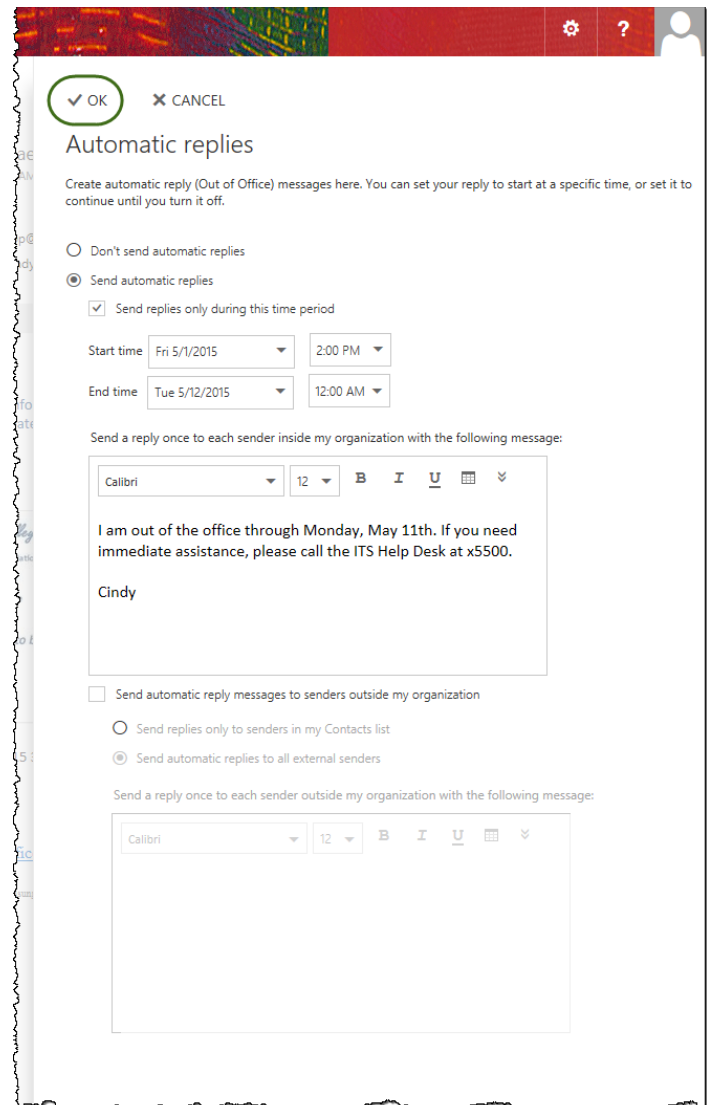 ?
OK
CANCEL
Automatic replies
Create automatic reply (Out of Office) messages here. You can set your reply to start at a specific time, or set it to
continue until you turn it off.
Don't send automatic replies
Send automatic replies
Send replies only during this time period
Start time Fri 5/1/2015 2:00 PM
End time Tue 5/12/2015 12:00 AM
Send a reply once to each sender inside my organization with the following message:
Calibri 12 B I U
I am out of the office through Monday, May 11th. If you need
immediate assistance, please call the ITS Help Desk at x5500.
Cindy
Send automatic reply messages to senders outside my organization
Send replies only to senders in my Contacts list
Send automatic replies to all external senders
Send a reply once to each sender outside my organization with the following message:
Calibri 12 B I U